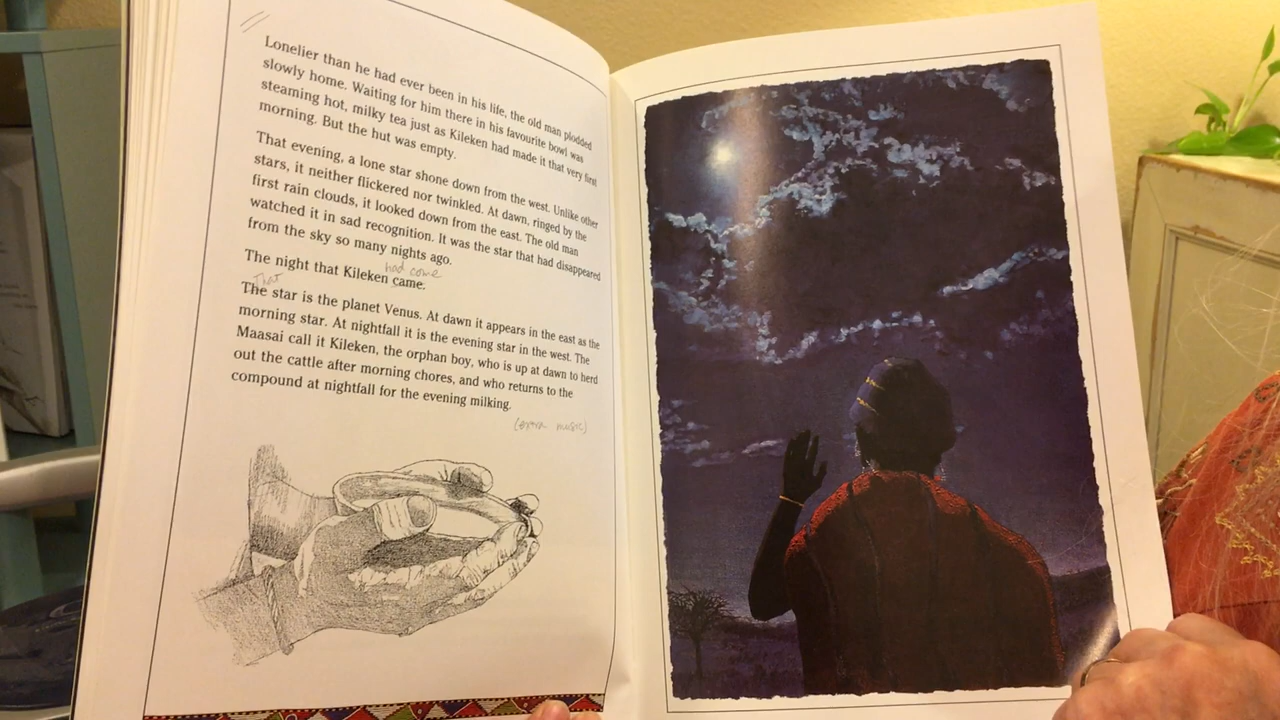 Lonelier than he had ever been in his life, the old man plodded
slowly home. Waiting for him there in his favourite bowl was
steaming hot, milky tea just as Kileken had made it that very first
morning. But the hut was empty.
That evening, a lone star shone down from the west. Unlike other
stars, it neither flickered nor twinkled. At dawn, ringed by the
first rain clouds, it looked down from the east. The old man
watched it in sad recognition. It was the star that had disappeared
from the sky so many nights ago.
had come
The night that Kileken came.
That
The star is the planet Venus. At dawn it appears in the east as the
morning star. At nightfall it is the evening star in the west. The
Maasai call it Kileken, the orphan boy, who is up at dawn to herd
out the cattle after morning chores, and who returns to the
compound at nightfall for the evening milking.
(extra music)